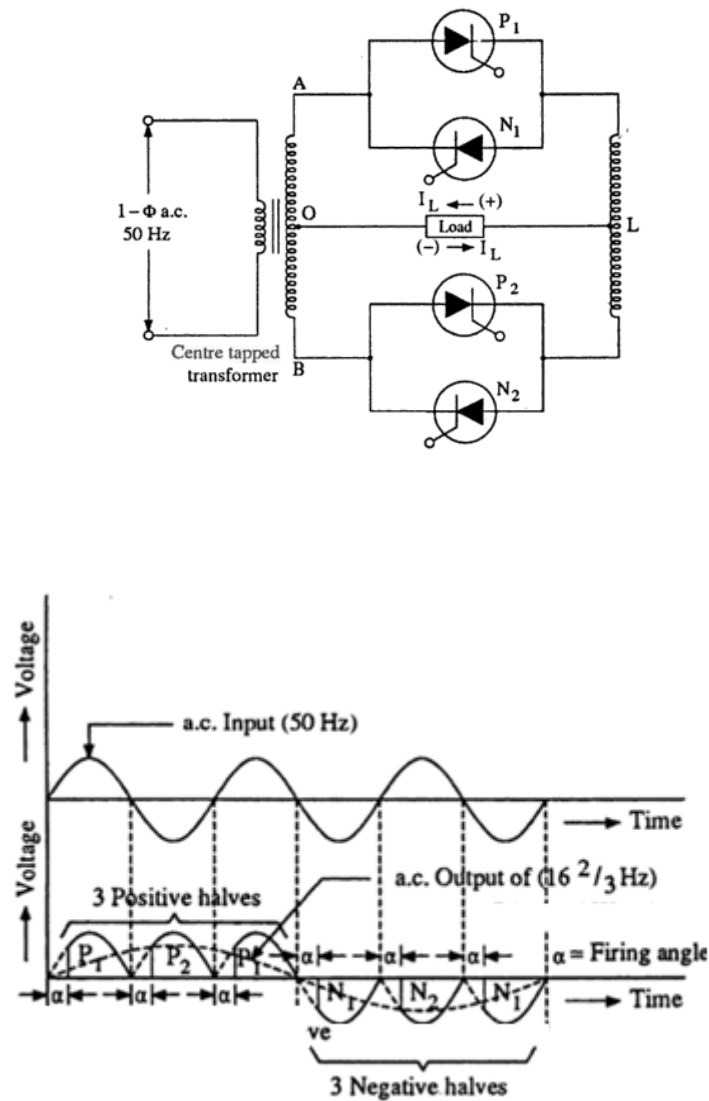 P1
A
N1
IL (+)
1 – Φ a.c.
50 Hz
O
Load
L
(–) IL
P2
Centre tapped
transformer
B
N2
Voltage
a.c. Input (50 Hz)
Time
Voltage
3 Positive halves
a.c. Output of (16 2/3 Hz)
P1 P2 P1
α α α α = Firing angle
α α α
N1 N2 N1
Time
ve
3 Negative halves